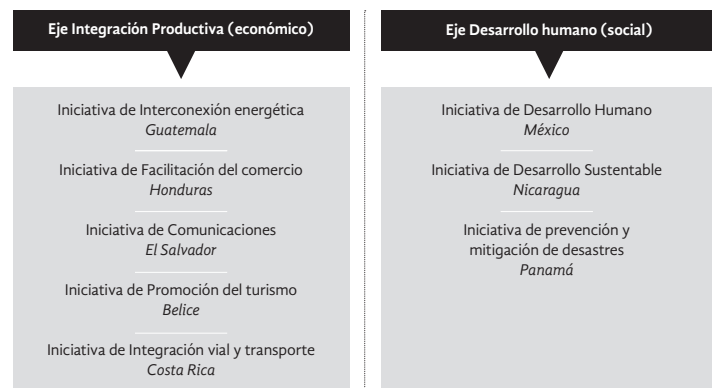 Eje Integración Productiva (económico)
Iniciativa de Interconexión energética
Guatemala
Iniciativa de Facilitación del comercio
Honduras
Iniciativa de Comunicaciones
El Salvador
Iniciativa de Promoción del turismo
Belice
Iniciativa de Integración vial y transporte
Costa Rica
Eje Desarrollo humano (social)
Iniciativa de Desarrollo Humano
México
Iniciativa de Desarrollo Sustentable
Nicaragua
Iniciativa de prevención y
mitigación de desastres
Panamá